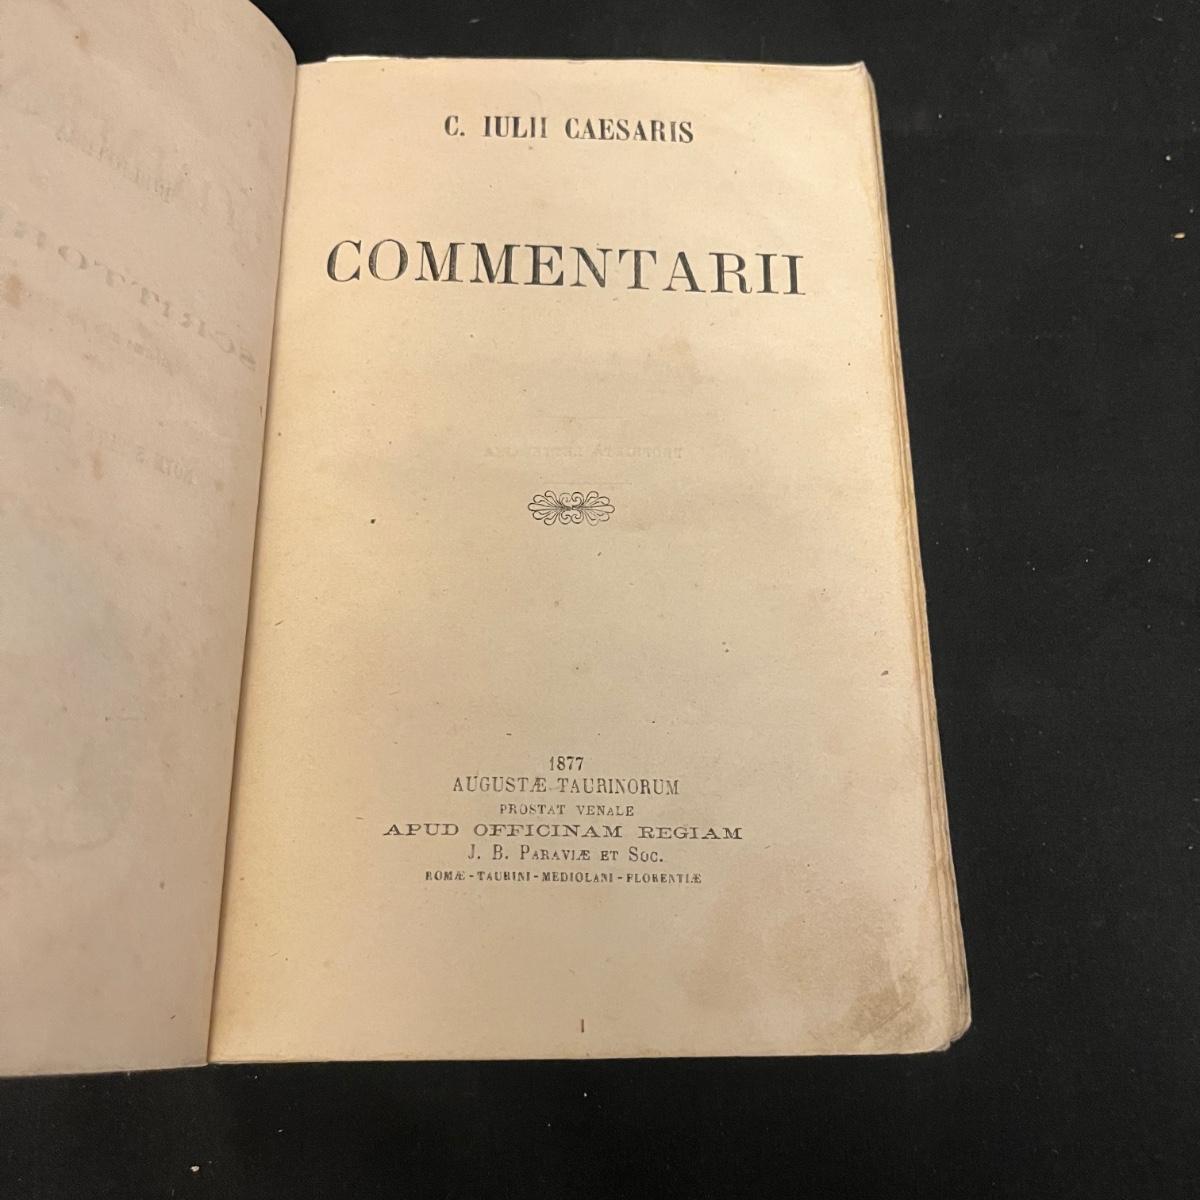 C. IULII CAESARIS
COMMENTARII
1877
AUGUSTÆ TAURINORUM
PROSTAT VENALE
APUD OFFICINAM REGIAM
J. B. PARAVIÆ ET SOC.
ROMÆ - TAURINI - MEDIOLANI - FLORENTIÆ